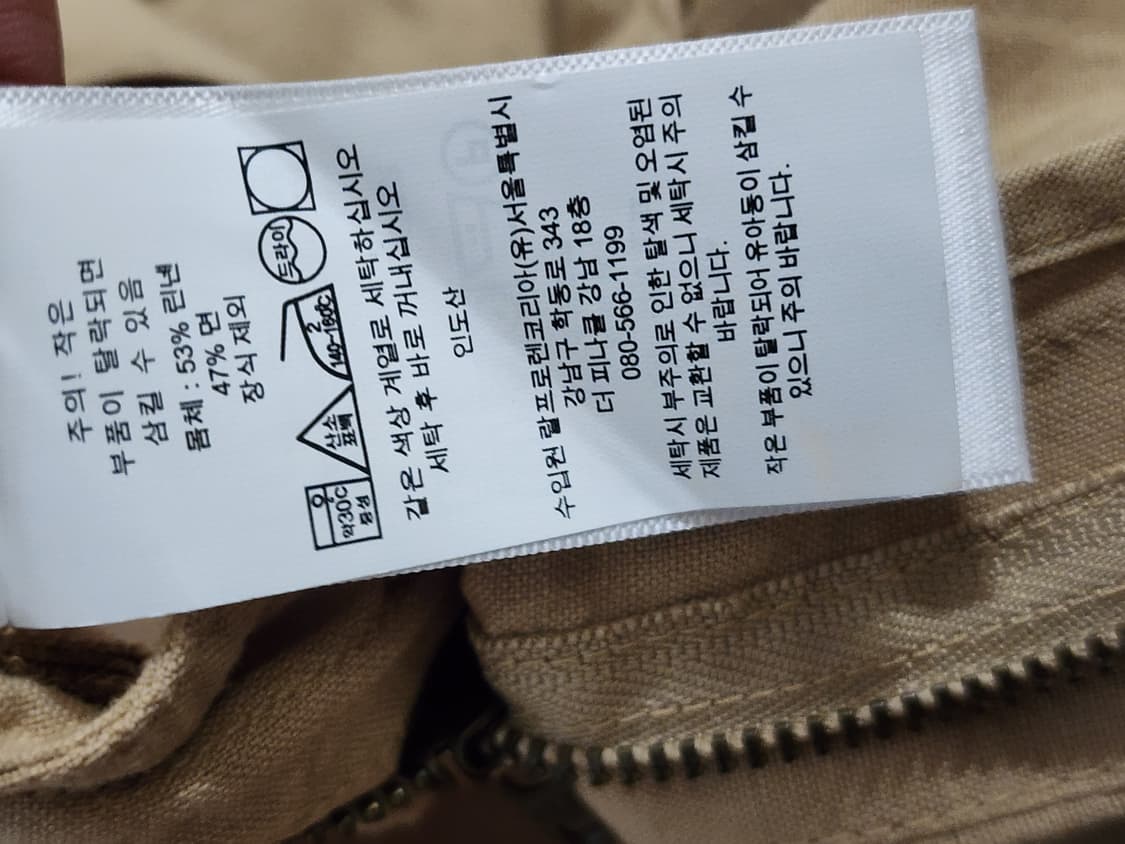 주의! 작은
부품이 탈락되면
삼킬 수 있음
몸체 : 53% 린넨
47% 면
장식 제외
약30℃
중성
산소
표백
2
140~160℃
드라이
같은 색상 계열로 세탁하십시오
세탁 후 바로 꺼내십시오
인도산
수입원 랄프로렌코리아(유)서울특별시
강남구 학동로 343
더 피나클 강남 18층
080-566-1199
세탁시 부주의로 인한 탈색 및 오염된
제품은 교환할 수 없으니 세탁시 주의
바랍니다.
작은 부품이 탈락되어 유아동이 삼킬 수
있으니 주의 바랍니다.